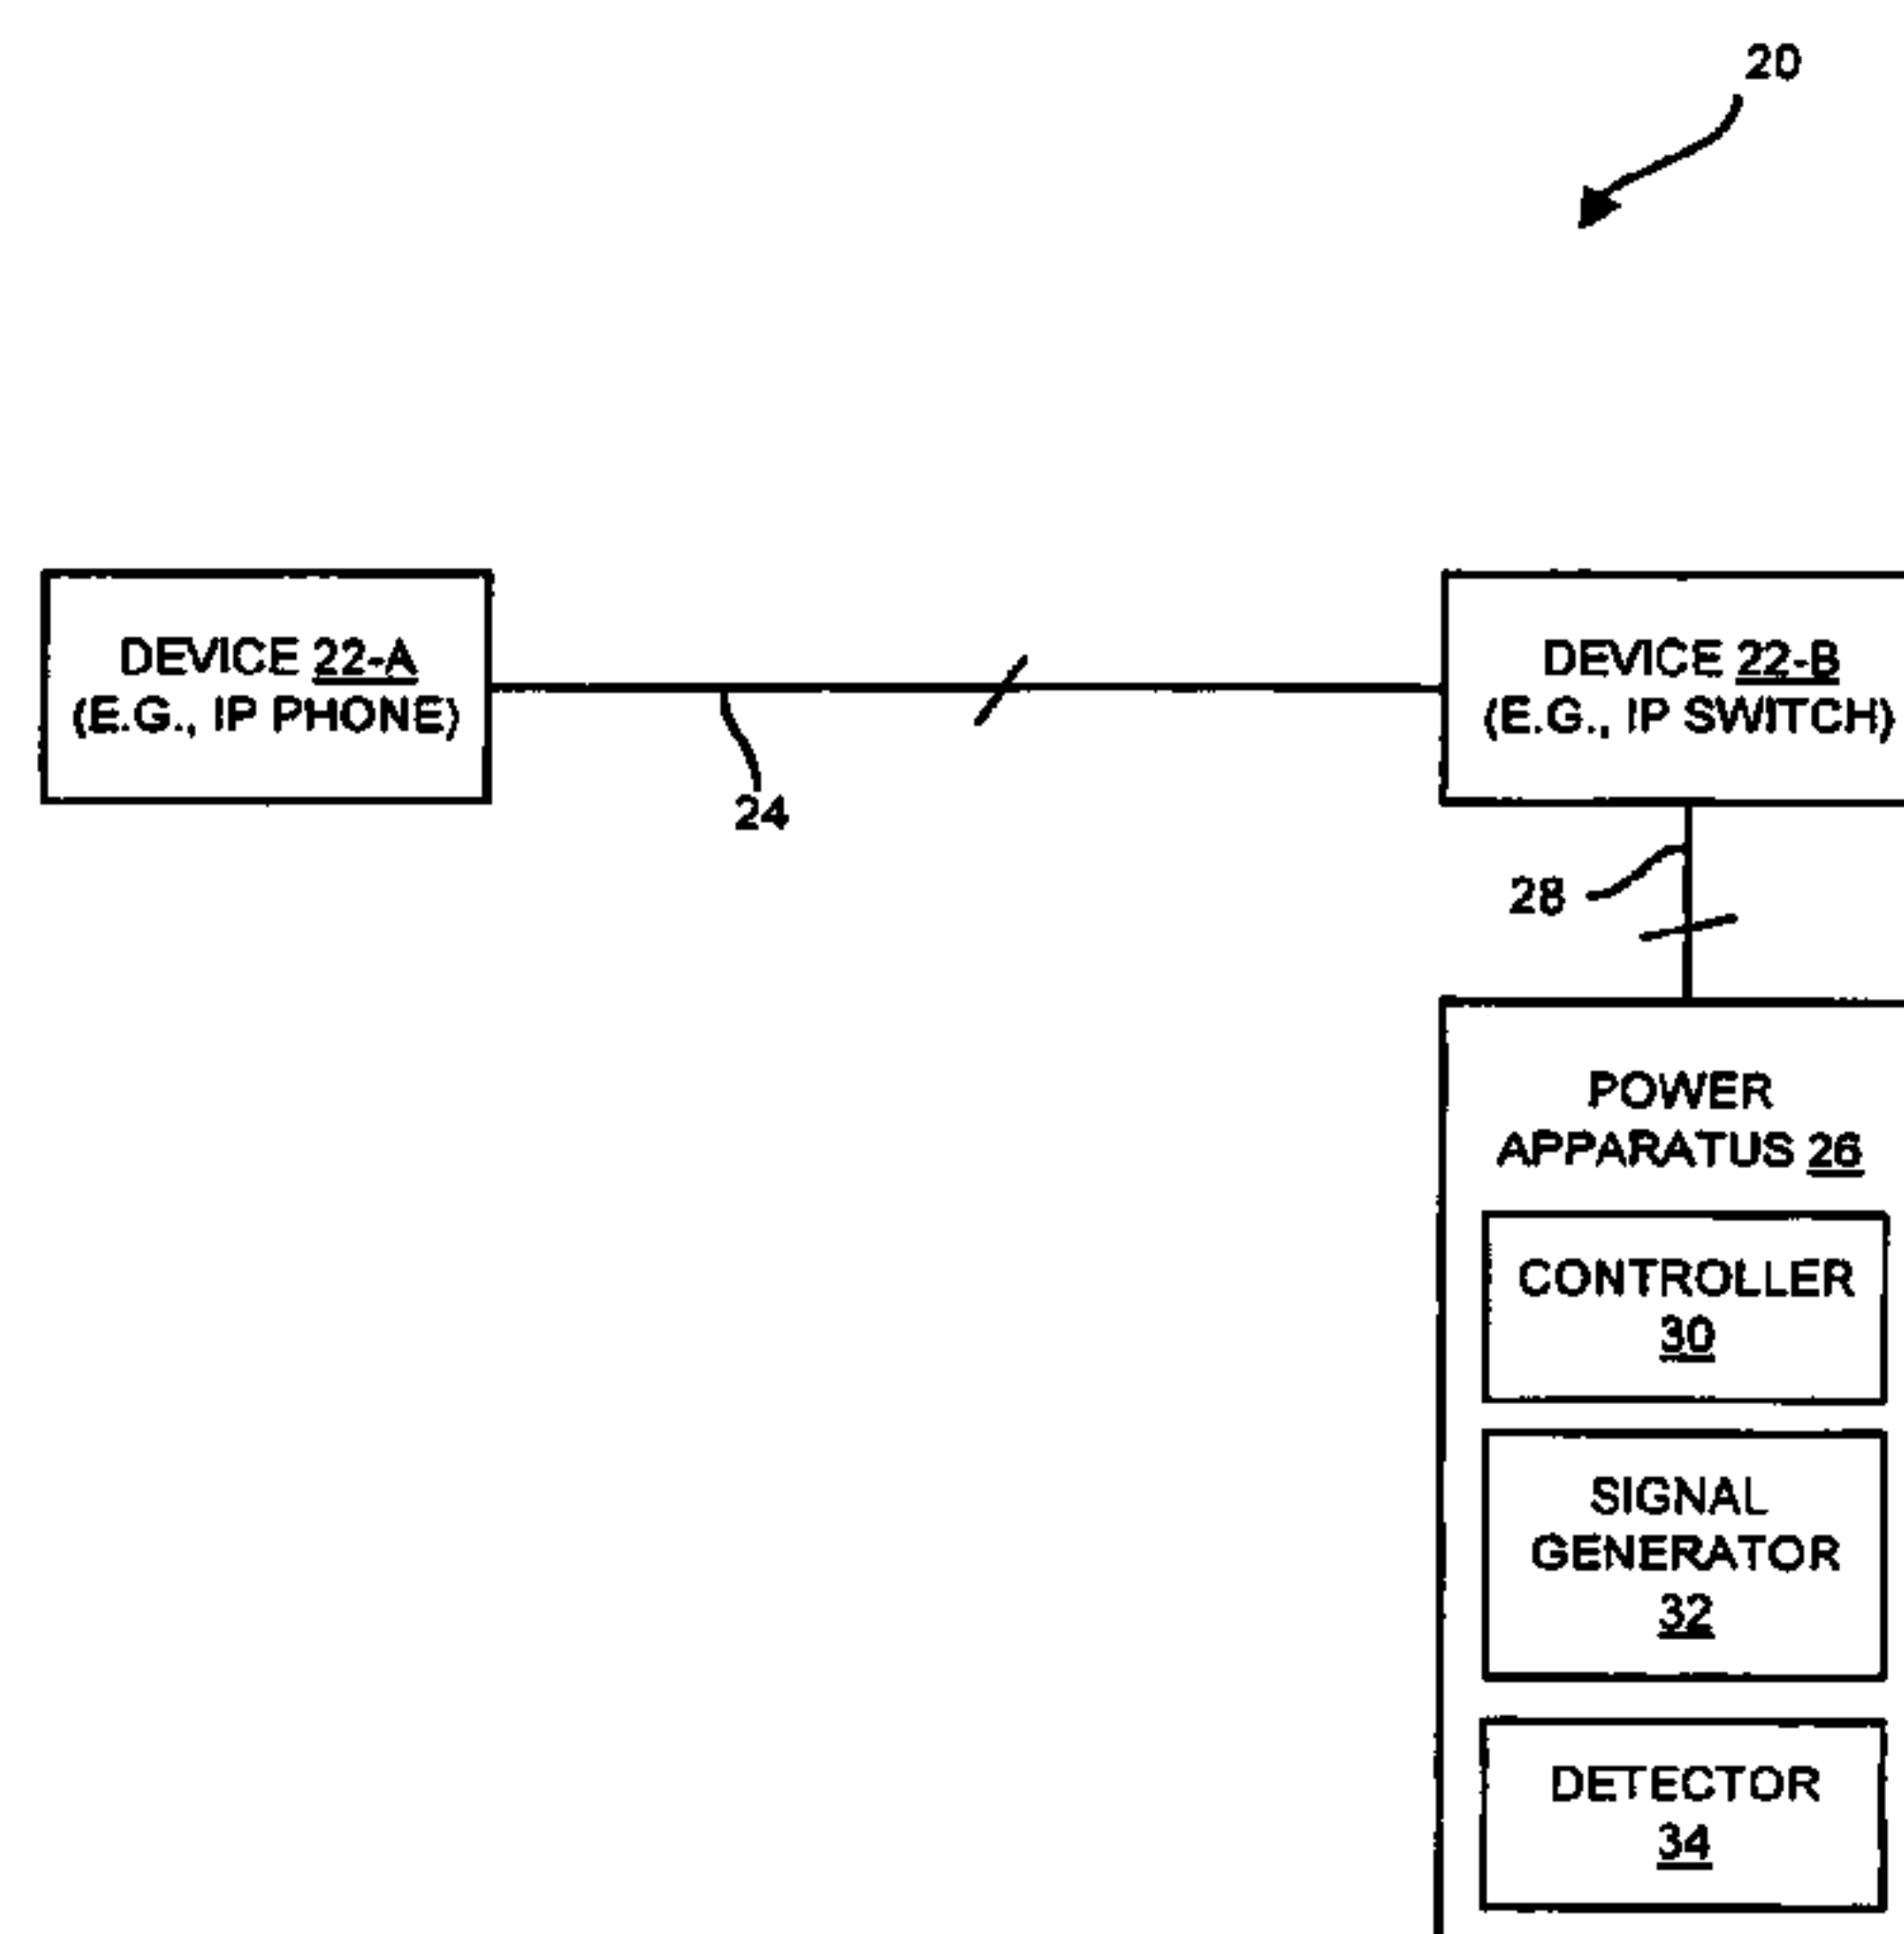 20
DEVICE 22-A
(E.G., IP PHONE)
24
DEVICE 22-B
(E.G., IP SWITCH)
28
POWER
APPARATUS 26
CONTROLLER
30
SIGNAL
GENERATOR
32
DETECTOR
34